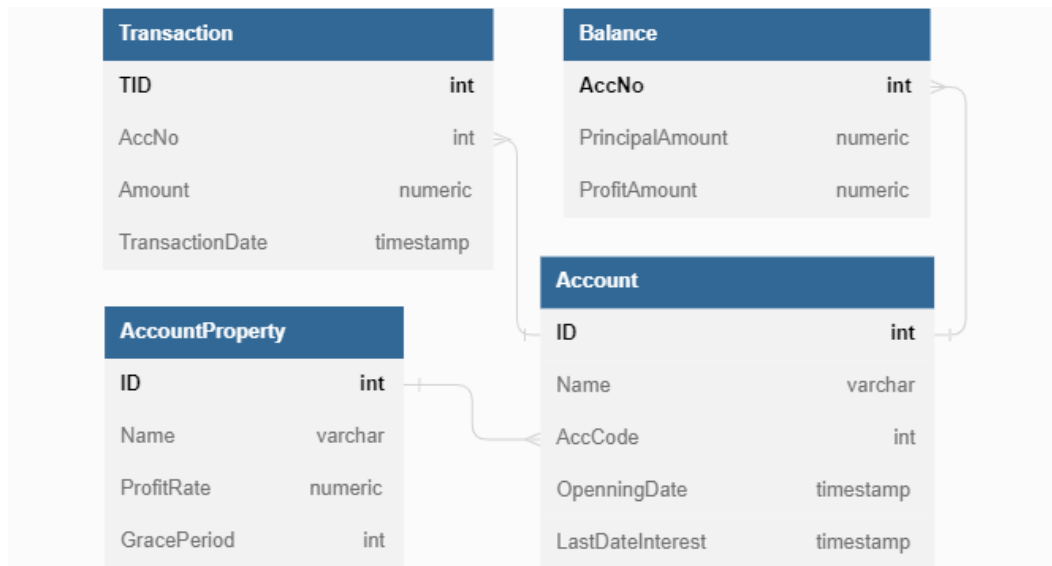 Transaction
TID int
AccNo int
Amount numeric
TransactionDate timestamp
Balance
AccNo int
PrincipalAmount numeric
ProfitAmount numeric
AccountProperty
ID int
Name varchar
ProfitRate numeric
GracePeriod int
Account
ID int
Name varchar
AccCode int
OpenningDate timestamp
LastDateInterest timestamp